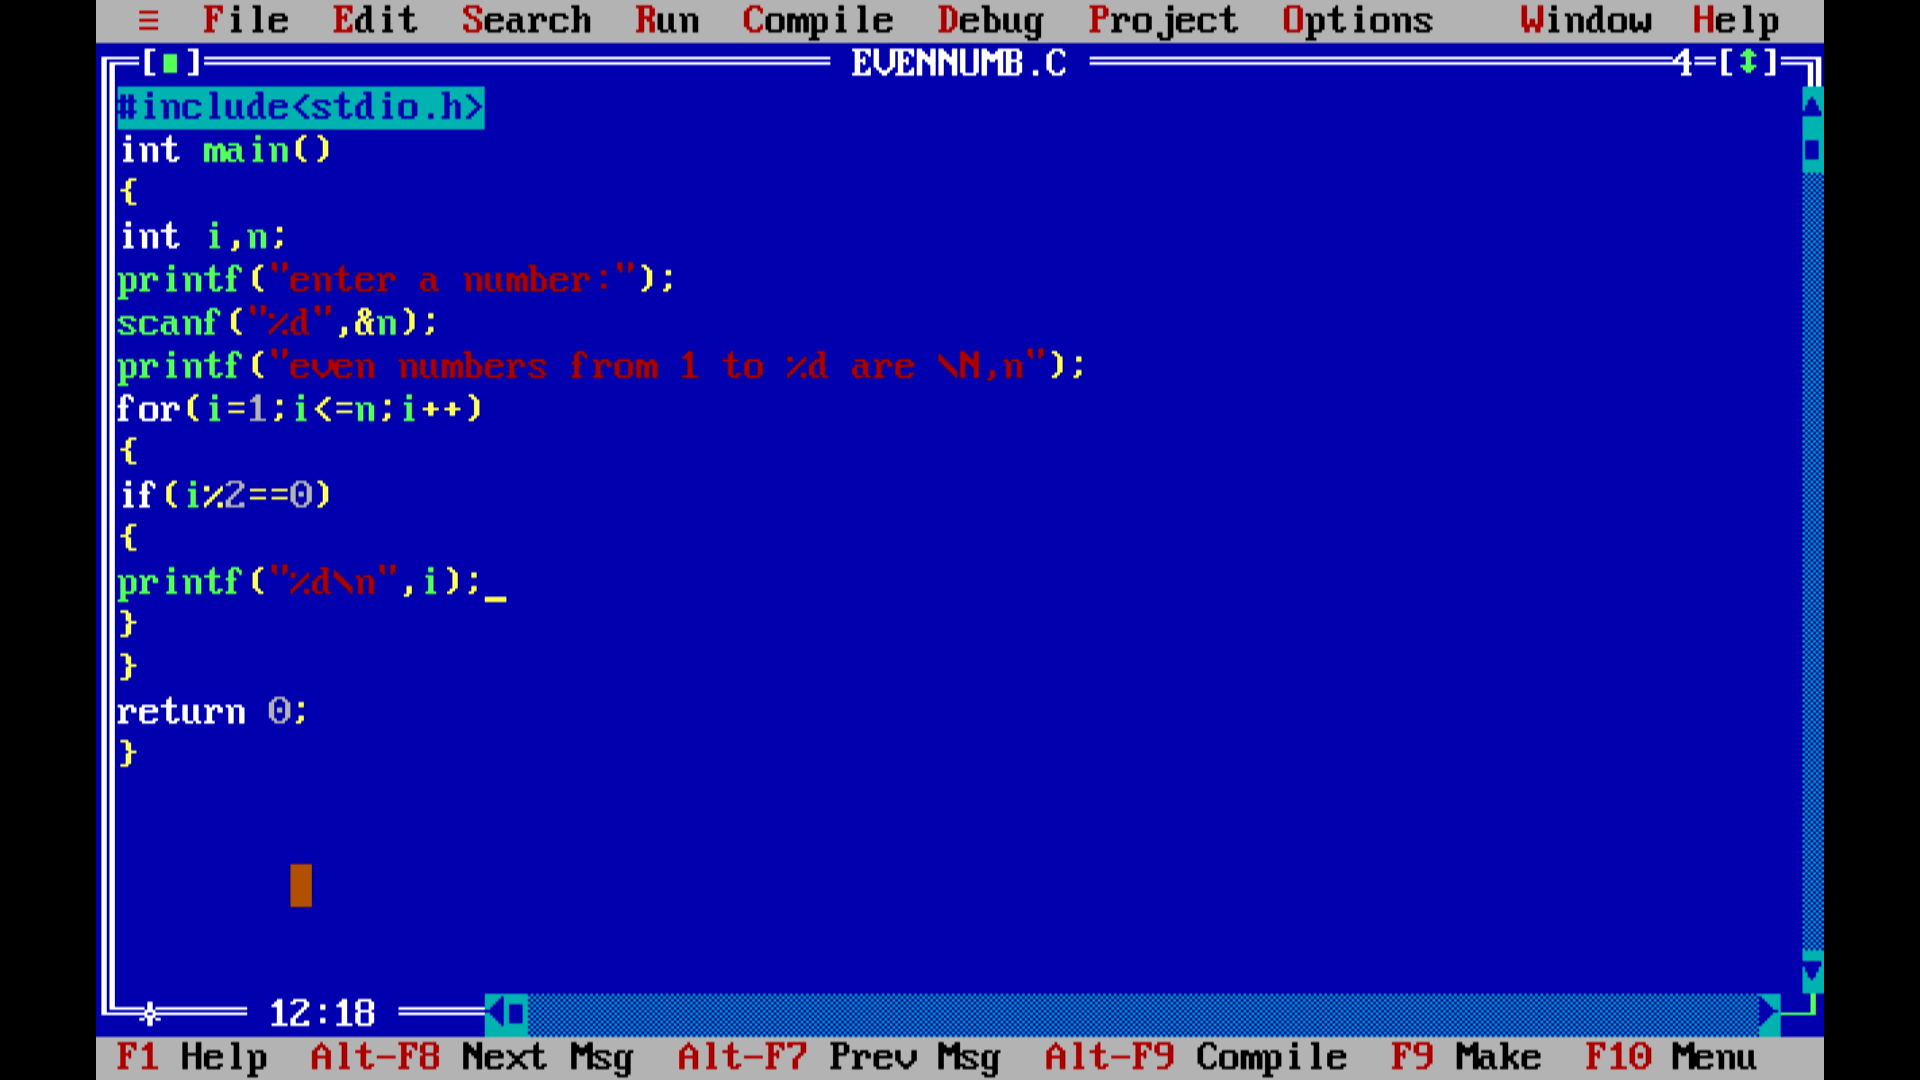 ≡ File Edit Search Run Compile Debug Project Options Window Help
[■] EVENNUMB.C 4=[↕]
#include<stdio.h>
int main()
{
int i,n;
printf("enter a number:");
scanf("%d",&n);
printf("even numbers from 1 to %d are \N,n");
for(i=1;i<=n;i++)
{
if(i%2==0)
{
printf("%d\n",i);_
}
}
return 0;
}
12:18
F1 Help Alt-F8 Next Msg Alt-F7 Prev Msg Alt-F9 Compile F9 Make F10 Menu